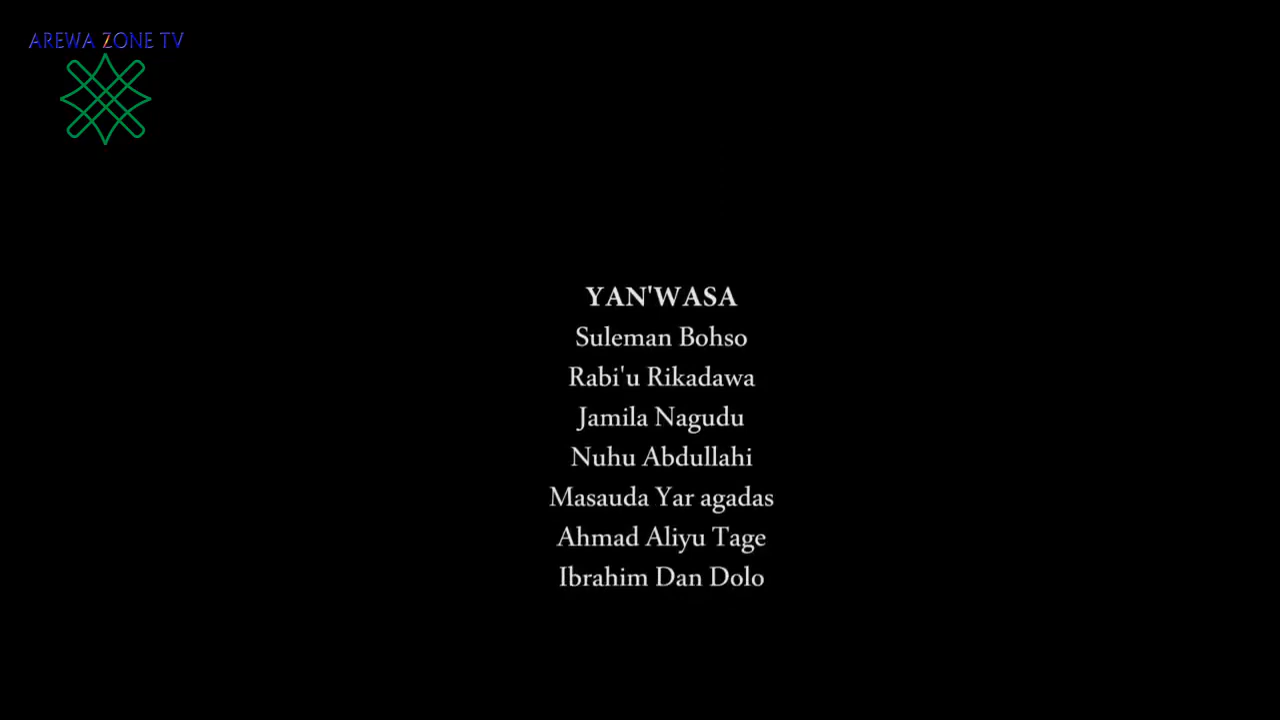 AREWA ZONE TV
YAN'WASA
Suleman Bohso
Rabi'u Rikadawa
Jamila Nagudu
Nuhu Abdullahi
Masauda Yar agadas
Ahmad Aliyu Tage
Ibrahim Dan Dolo